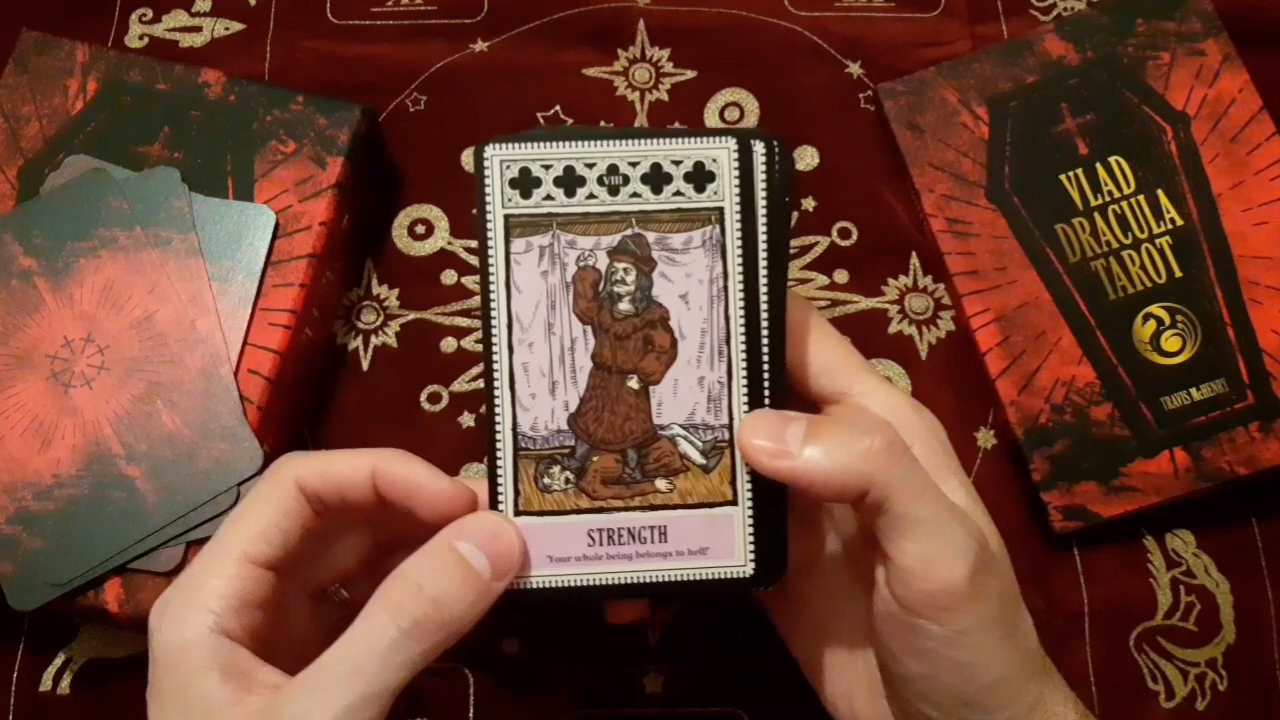 VIII
STRENGTH
"Your whole being belongs to hell!"
VLAD
DRACULA
TAROT
TRAVIS McHENRY